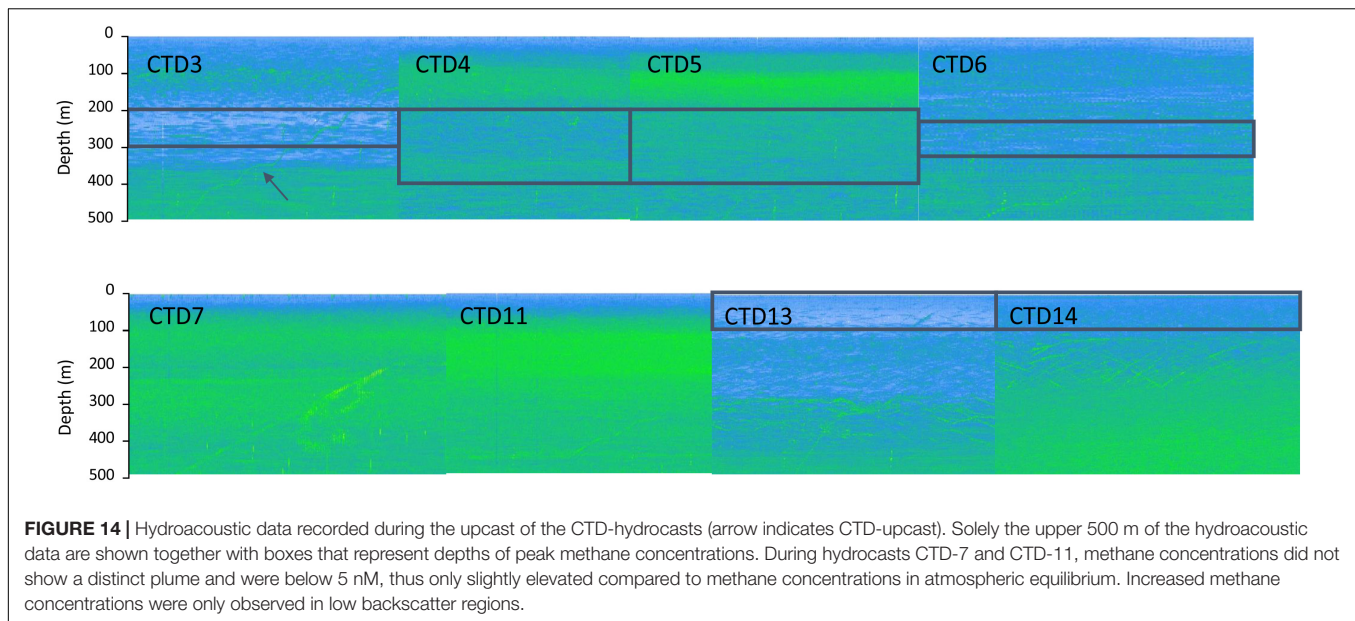 0
100
200
300
400
500
Depth (m)
CTD3
CTD4
CTD5
CTD6
0
100
200
300
400
500
Depth (m)
CTD7
CTD11
CTD13
CTD14
FIGURE 14 | Hydroacoustic data recorded during the upcast of the CTD-hydrocasts (arrow indicates CTD-upcast). Solely the upper 500 m of the hydroacoustic
data are shown together with boxes that represent depths of peak methane concentrations. During hydrocasts CTD-7 and CTD-11, methane concentrations did not
show a distinct plume and were below 5 nM, thus only slightly elevated compared to methane concentrations in atmospheric equilibrium. Increased methane
concentrations were only observed in low backscatter regions.